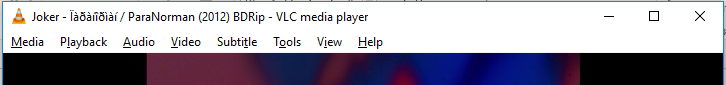 Joker - Ïàðàíîðìàí / ParaNorman (2012) BDRip - VLC media player
Media Playback Audio Video Subtitle Tools View Help